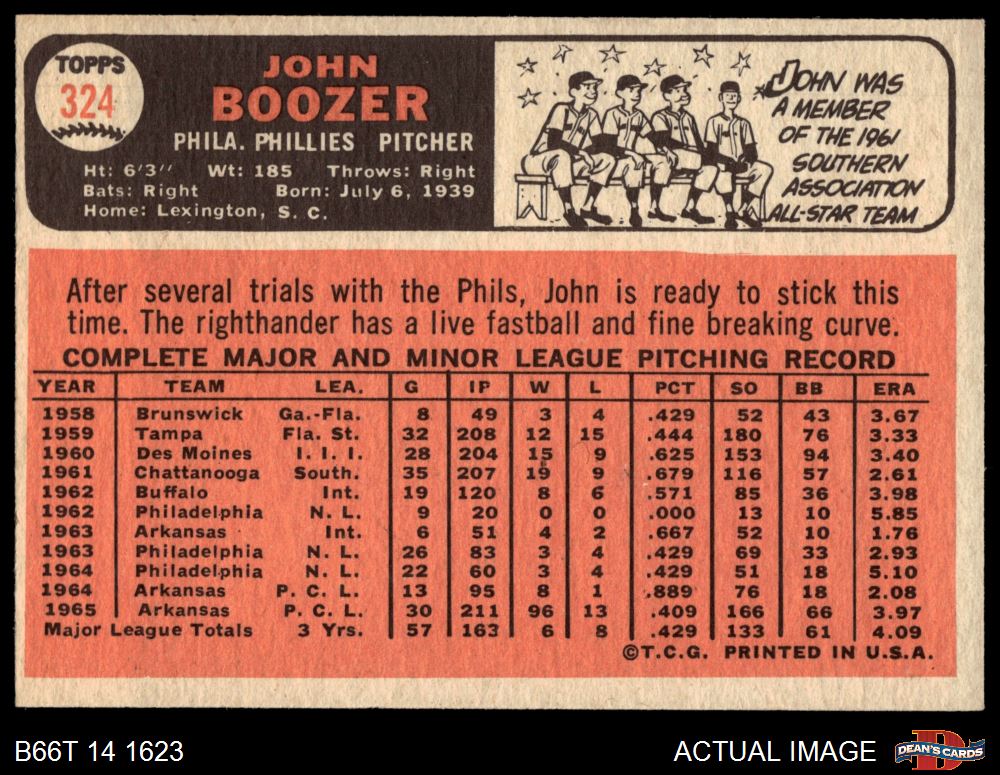 TOPPS
324
JOHN
BOOZER
PHILA. PHILLIES PITCHER
Ht: 6'3" Wt: 185 Throws: Right
Bats: Right Born: July 6, 1939
Home: Lexington, S. C.
JOHN WAS
A MEMBER
OF THE 1961
SOUTHERN
ASSOCIATION
ALL-STAR TEAM
After several trials with the Phils, John is ready to stick this
time. The righthander has a live fastball and fine breaking curve.
COMPLETE MAJOR AND MINOR LEAGUE PITCHING RECORD
YEAR TEAM LEA. G IP W L PCT SO BB ERA
1958 Brunswick Ga.-Fla. 8 49 3 4 .429 52 43 3.67
1959 Tampa Fla. St. 32 208 12 15 .444 180 76 3.33
1960 Des Moines I. I. I. 28 204 15 9 .625 153 94 3.40
1961 Chattanooga South. 35 207 19 9 .679 116 57 2.61
1962 Buffalo Int. 19 120 8 6 .571 85 36 3.98
1962 Philadelphia N. L. 9 20 0 0 .000 13 10 5.85
1963 Arkansas Int. 6 51 4 2 .667 52 10 1.76
1963 Philadelphia N. L. 26 83 3 4 .429 69 33 2.93
1964 Philadelphia N. L. 22 60 3 4 .429 51 18 5.10
1964 Arkansas P. C. L. 13 95 8 1 .889 76 18 2.08
1965 Arkansas P. C. L. 30 211 96 13 .409 166 66 3.97
Major League Totals 3 Yrs. 57 163 6 8 .429 133 61 4.09
©T.C.G. PRINTED IN U.S.A.
B66T 14 1623
ACTUAL IMAGE
DEAN'S CARDS